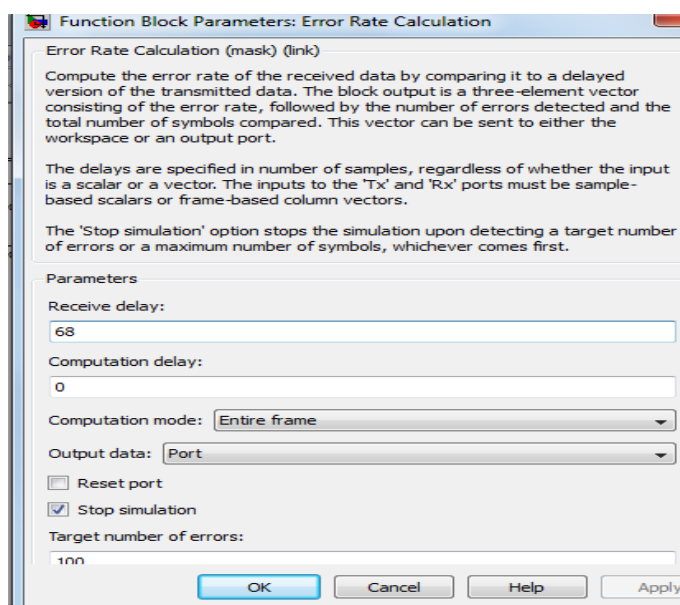 Function Block Parameters: Error Rate Calculation
Error Rate Calculation (mask) (link)
Compute the error rate of the received data by comparing it to a delayed
version of the transmitted data. The block output is a three-element vector
consisting of the error rate, followed by the number of errors detected and the
total number of symbols compared. This vector can be sent to either the
workspace or an output port.
The delays are specified in number of samples, regardless of whether the input
is a scalar or a vector. The inputs to the 'Tx' and 'Rx' ports must be sample-
based scalars or frame-based column vectors.
The 'Stop simulation' option stops the simulation upon detecting a target number
of errors or a maximum number of symbols, whichever comes first.
Parameters
Receive delay:
68
Computation delay:
0
Computation mode: Entire frame
Output data: Port
Reset port
Stop simulation
Target number of errors:
100
OK Cancel Help Apply